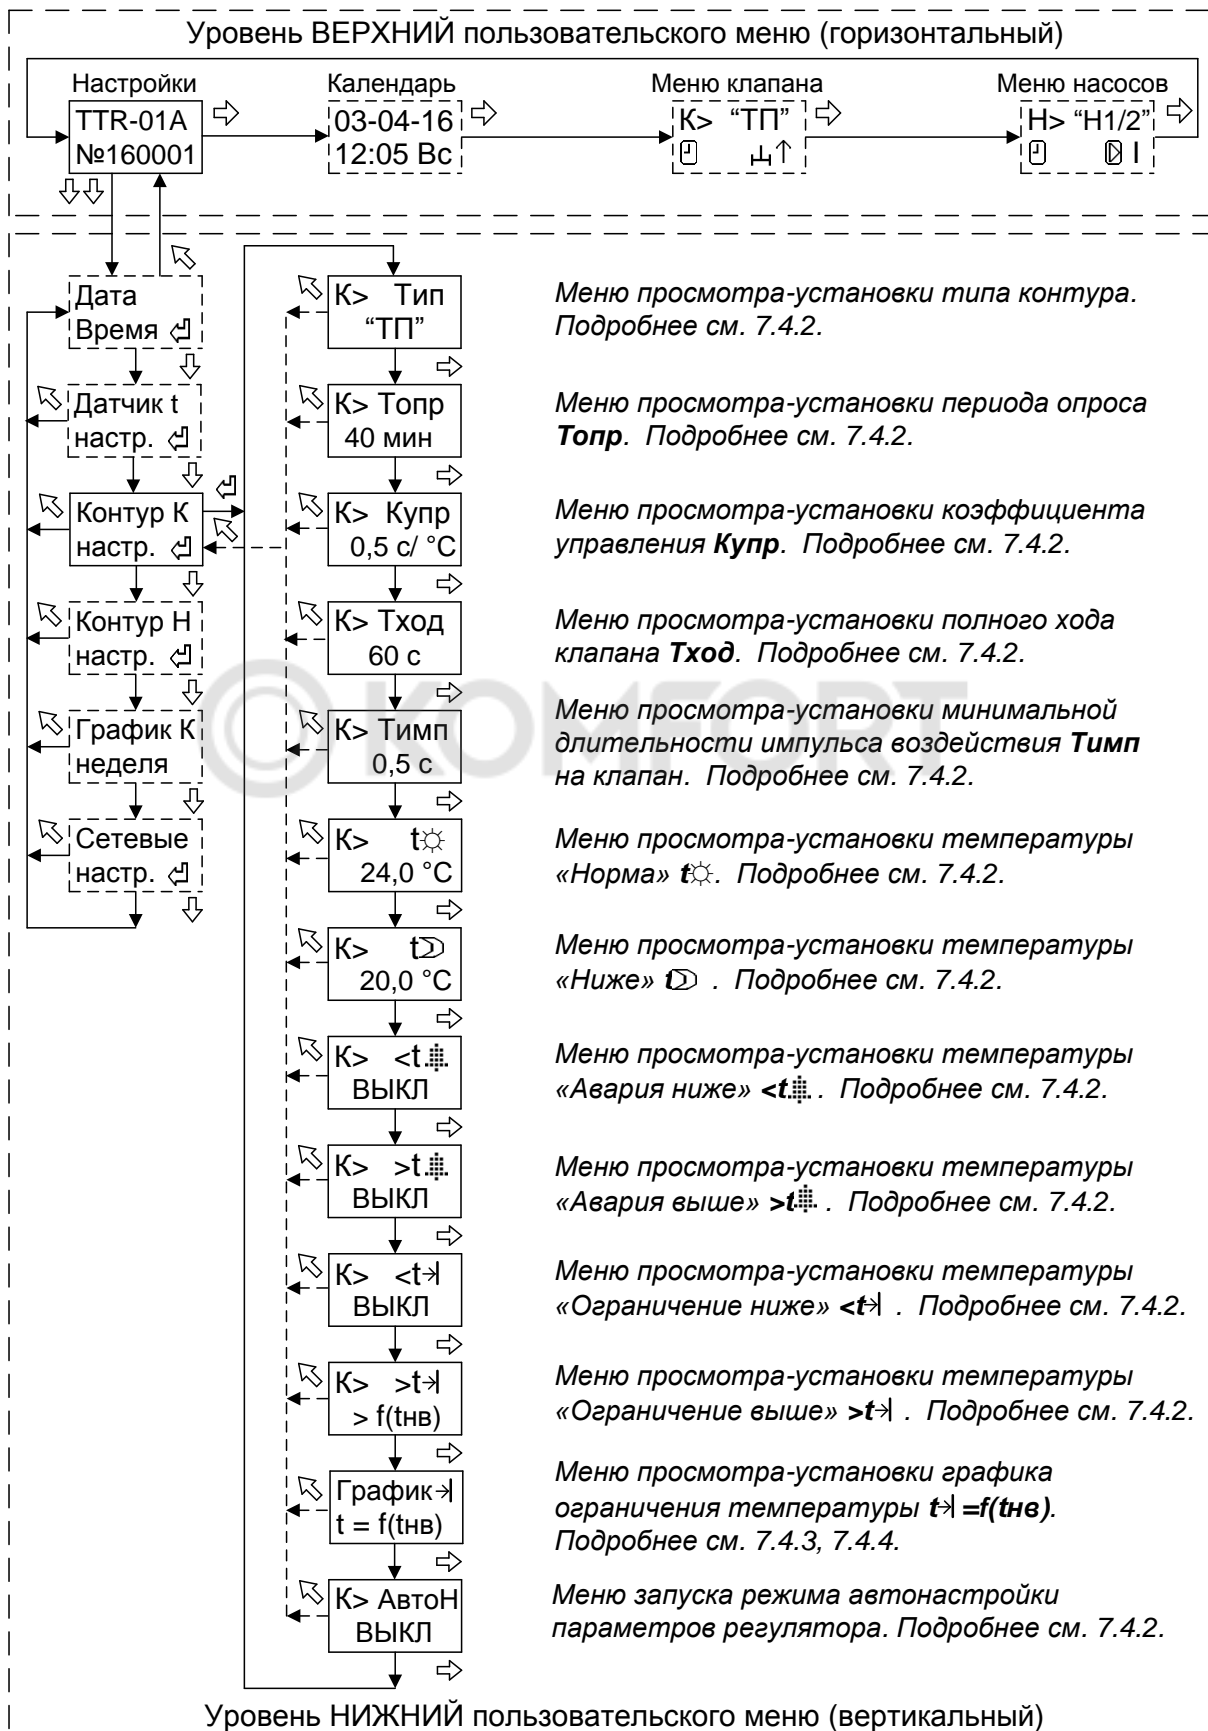 Уровень ВЕРХНИЙ пользовательского меню (горизонтальный)
Настройки
TTR-01A
№160001
Календарь
03-04-16
12:05 Вс
Меню клапана
К> “ТП”
Меню насосов
Н> “Н1/2”
I
Дата
Время
Датчик t
настр.
Контур К
настр.
Контур Н
настр.
График К
неделя
Сетевые
настр.
К> Тип
“ТП”
Меню просмотра-установки типа контура.
Подробнее см. 7.4.2.
К> Топр
40 мин
Меню просмотра-установки периода опроса
Топр. Подробнее см. 7.4.2.
К> Купр
0,5 с/ °С
Меню просмотра-установки коэффициента
управления Купр. Подробнее см. 7.4.2.
К> Тход
60 с
Меню просмотра-установки полного хода
клапана Тход. Подробнее см. 7.4.2.
К> Тимп
0,5 с
Меню просмотра-установки минимальной
длительности импульса воздействия Тимп
на клапан. Подробнее см. 7.4.2.
К> t☼
24,0 °С
Меню просмотра-установки температуры
«Норма» t☼. Подробнее см. 7.4.2.
К> t
20,0 °С
Меню просмотра-установки температуры
«Ниже» t . Подробнее см. 7.4.2.
К> <t
ВЫКЛ
Меню просмотра-установки температуры
«Авария ниже» <t . Подробнее см. 7.4.2.
К> >t
ВЫКЛ
Меню просмотра-установки температуры
«Авария выше» >t . Подробнее см. 7.4.2.
К> <t→|
ВЫКЛ
Меню просмотра-установки температуры
«Ограничение ниже» <t→| . Подробнее см. 7.4.2.
К> >t→|
> f(tнв)
Меню просмотра-установки температуры
«Ограничение выше» >t→| . Подробнее см. 7.4.2.
График→|
t = f(tнв)
Меню просмотра-установки графика
ограничения температуры t→| =f(tнв).
Подробнее см. 7.4.3, 7.4.4.
К> АвтоН
ВЫКЛ
Меню запуска режима автонастройки
параметров регулятора. Подробнее см. 7.4.2.
Уровень НИЖНИЙ пользовательского меню (вертикальный)
KOMFORT